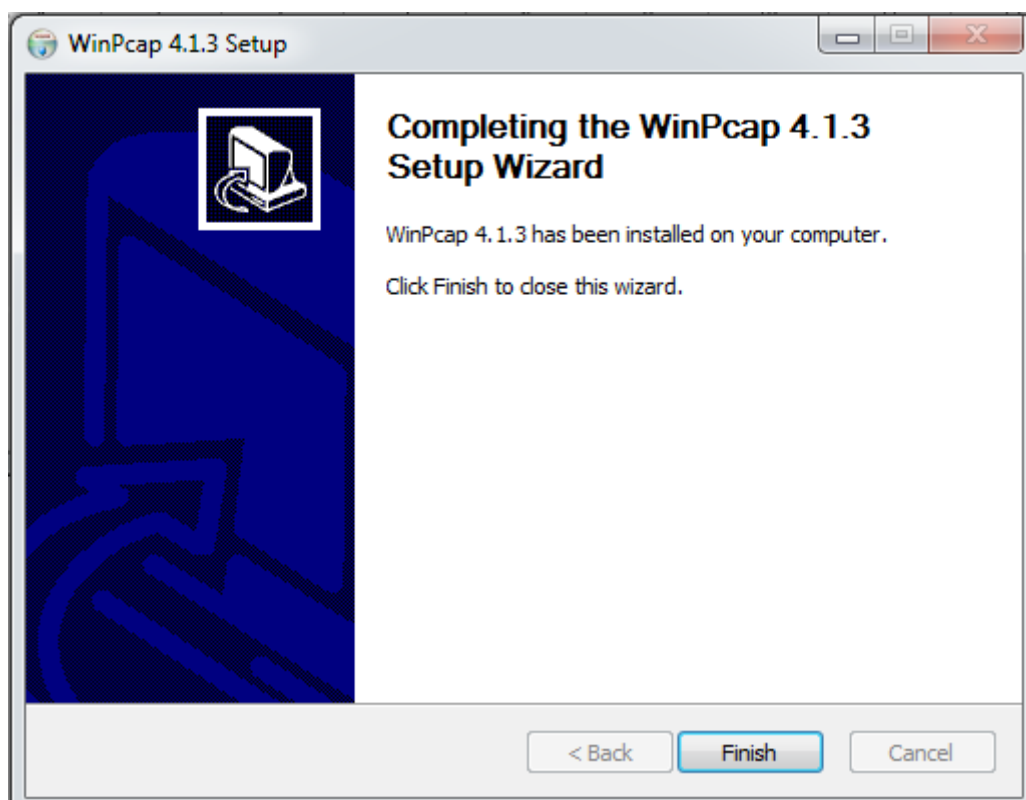 WinPcap 4.1.3 Setup
Completing the WinPcap 4.1.3
Setup Wizard
WinPcap 4.1.3 has been installed on your computer.
Click Finish to close this wizard.
< Back
Finish
Cancel